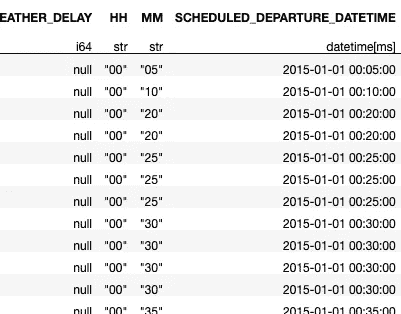 EATHER_DELAY HH MM SCHEDULED_DEPARTURE_DATETIME
i64 str str datetime[ms]
null "00" "05" 2015-01-01 00:05:00
null "00" "10" 2015-01-01 00:10:00
null "00" "20" 2015-01-01 00:20:00
null "00" "20" 2015-01-01 00:20:00
null "00" "25" 2015-01-01 00:25:00
null "00" "25" 2015-01-01 00:25:00
null "00" "25" 2015-01-01 00:25:00
null "00" "30" 2015-01-01 00:30:00
null "00" "30" 2015-01-01 00:30:00
null "00" "30" 2015-01-01 00:30:00
null "00" "30" 2015-01-01 00:30:00
null "00" "35" 2015-01-01 00:35:00